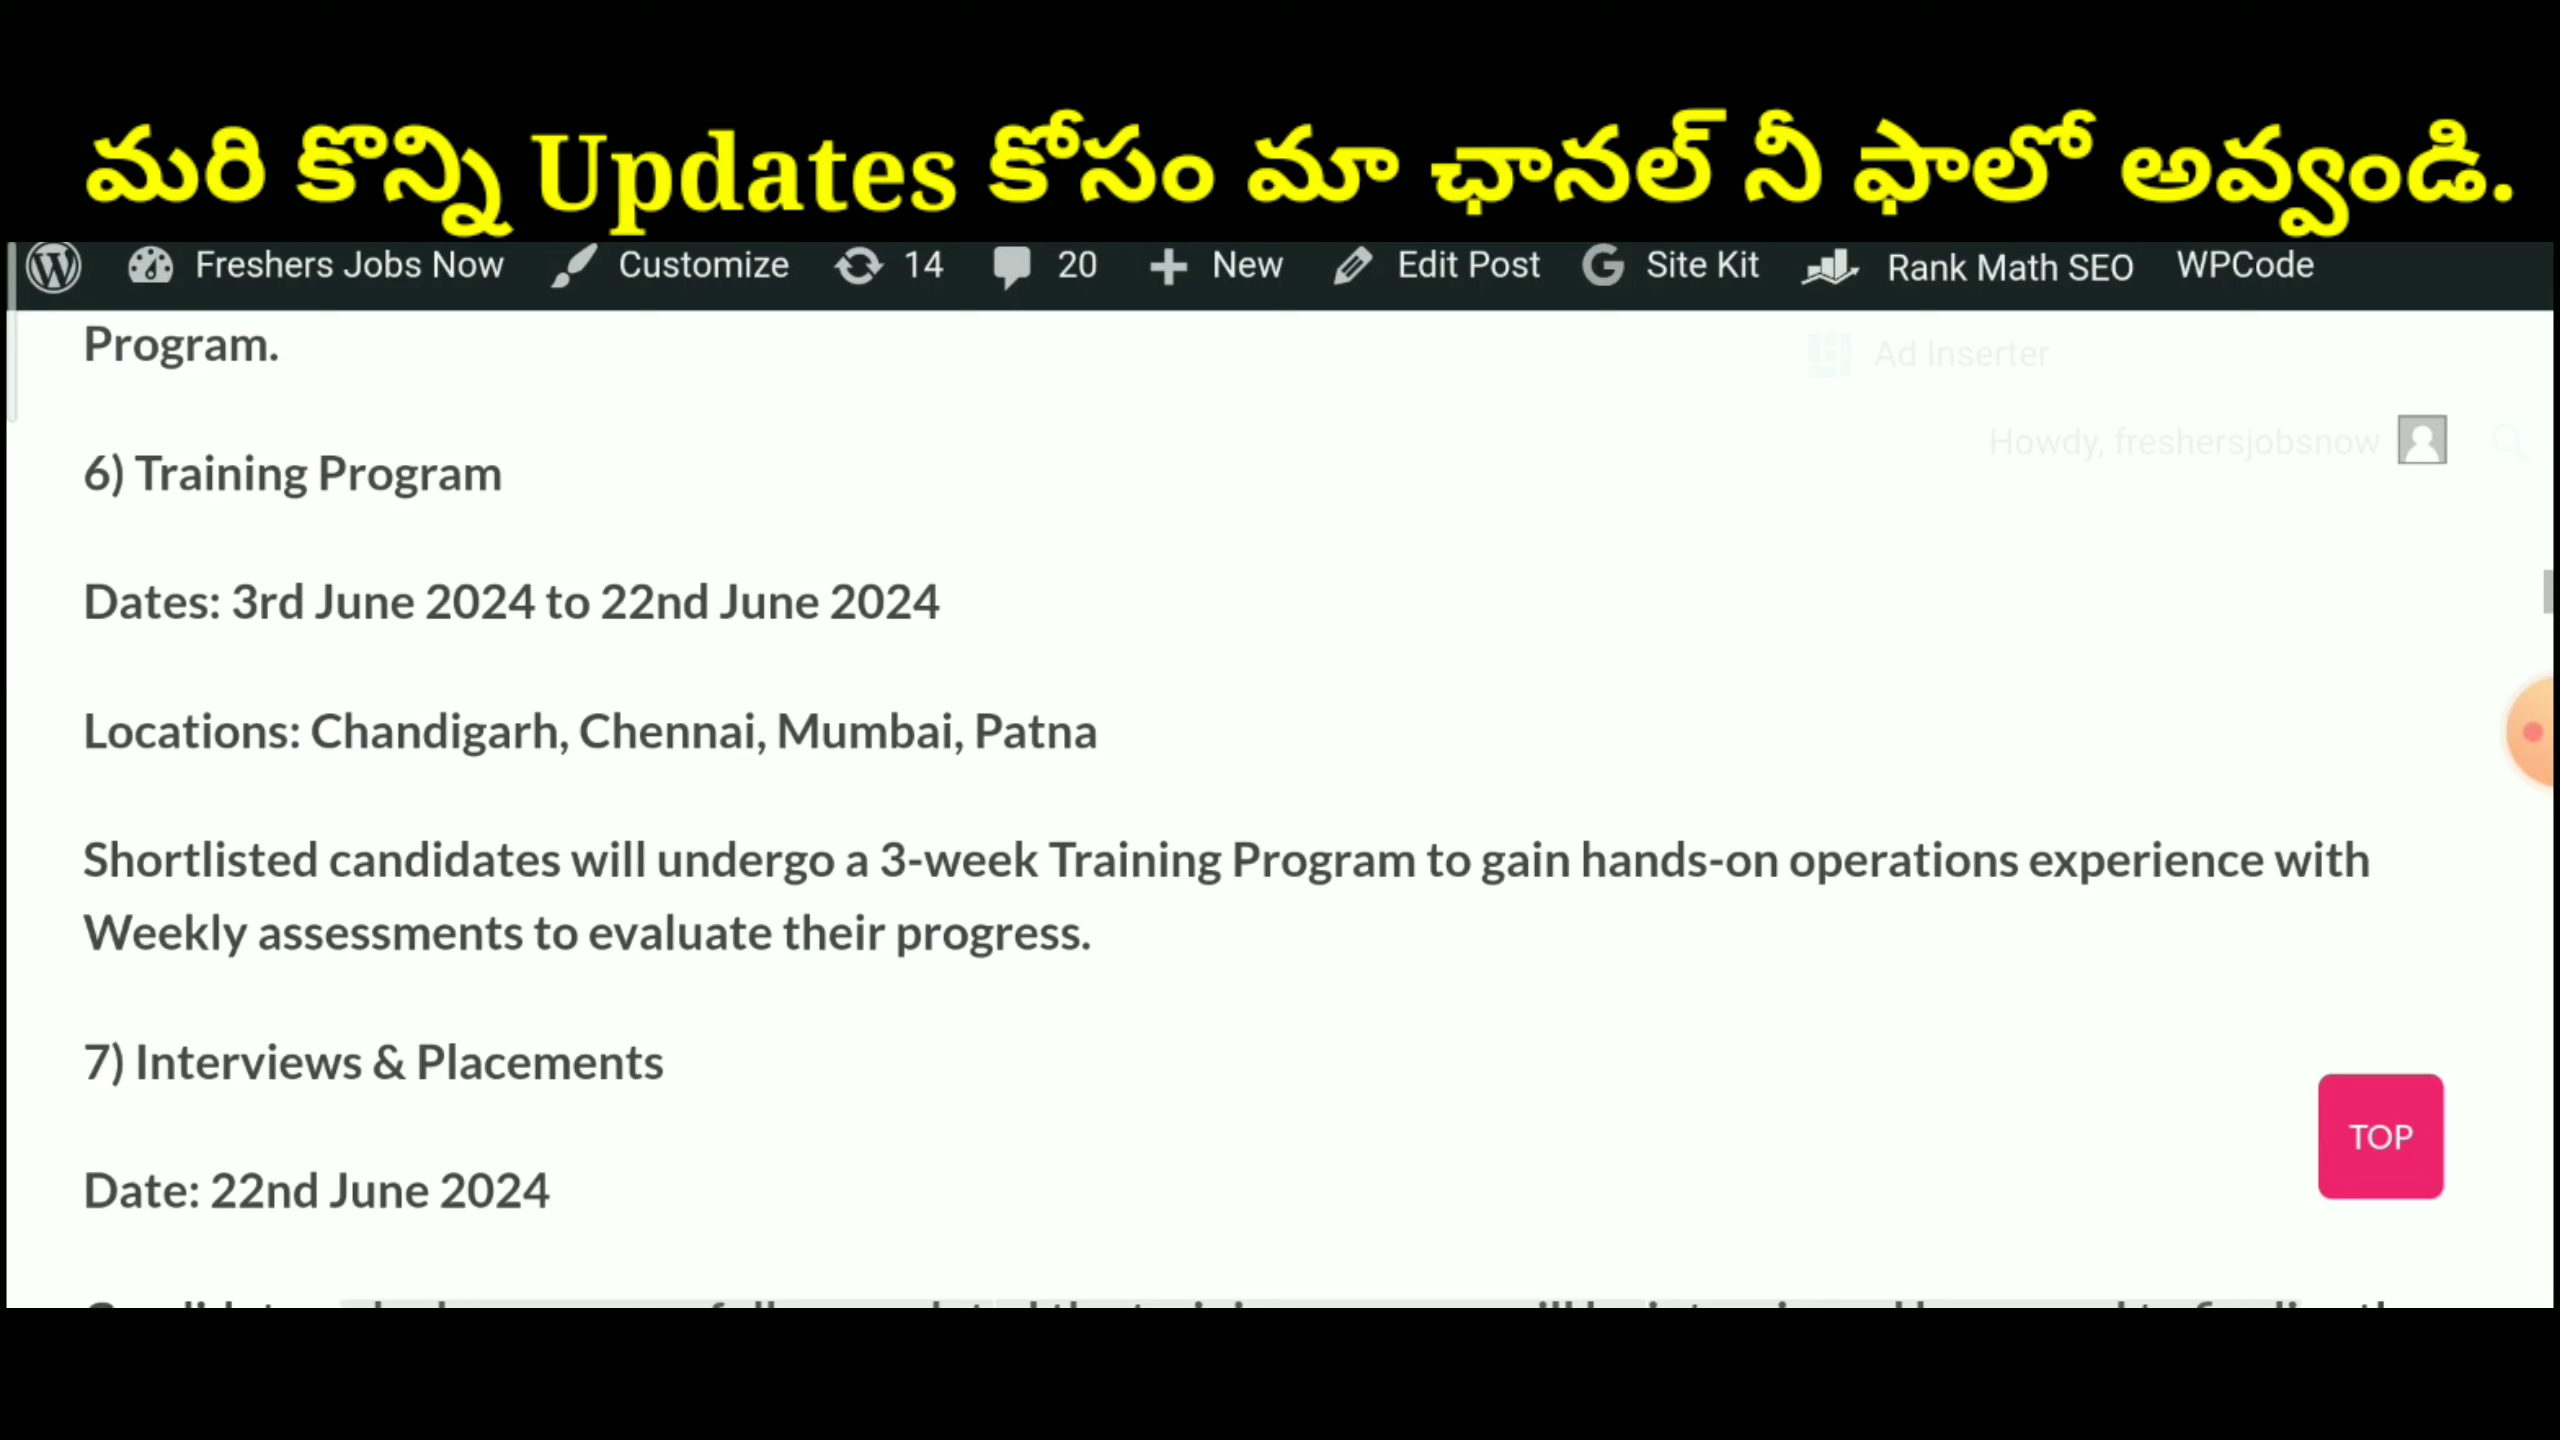 మరి కొన్ని Updates కోసం మా ఛానల్ నీ ఫాలో అవ్వండి.
Freshers Jobs Now Customize 14 20 New Edit Post Site Kit Rank Math SEO WPCode
Program.
Ad Inserter
Howdy, freshersjobsnow
6) Training Program
Dates: 3rd June 2024 to 22nd June 2024
Locations: Chandigarh, Chennai, Mumbai, Patna
Shortlisted candidates will undergo a 3-week Training Program to gain hands-on operations experience with
Weekly assessments to evaluate their progress.
7) Interviews & Placements
TOP
Date: 22nd June 2024